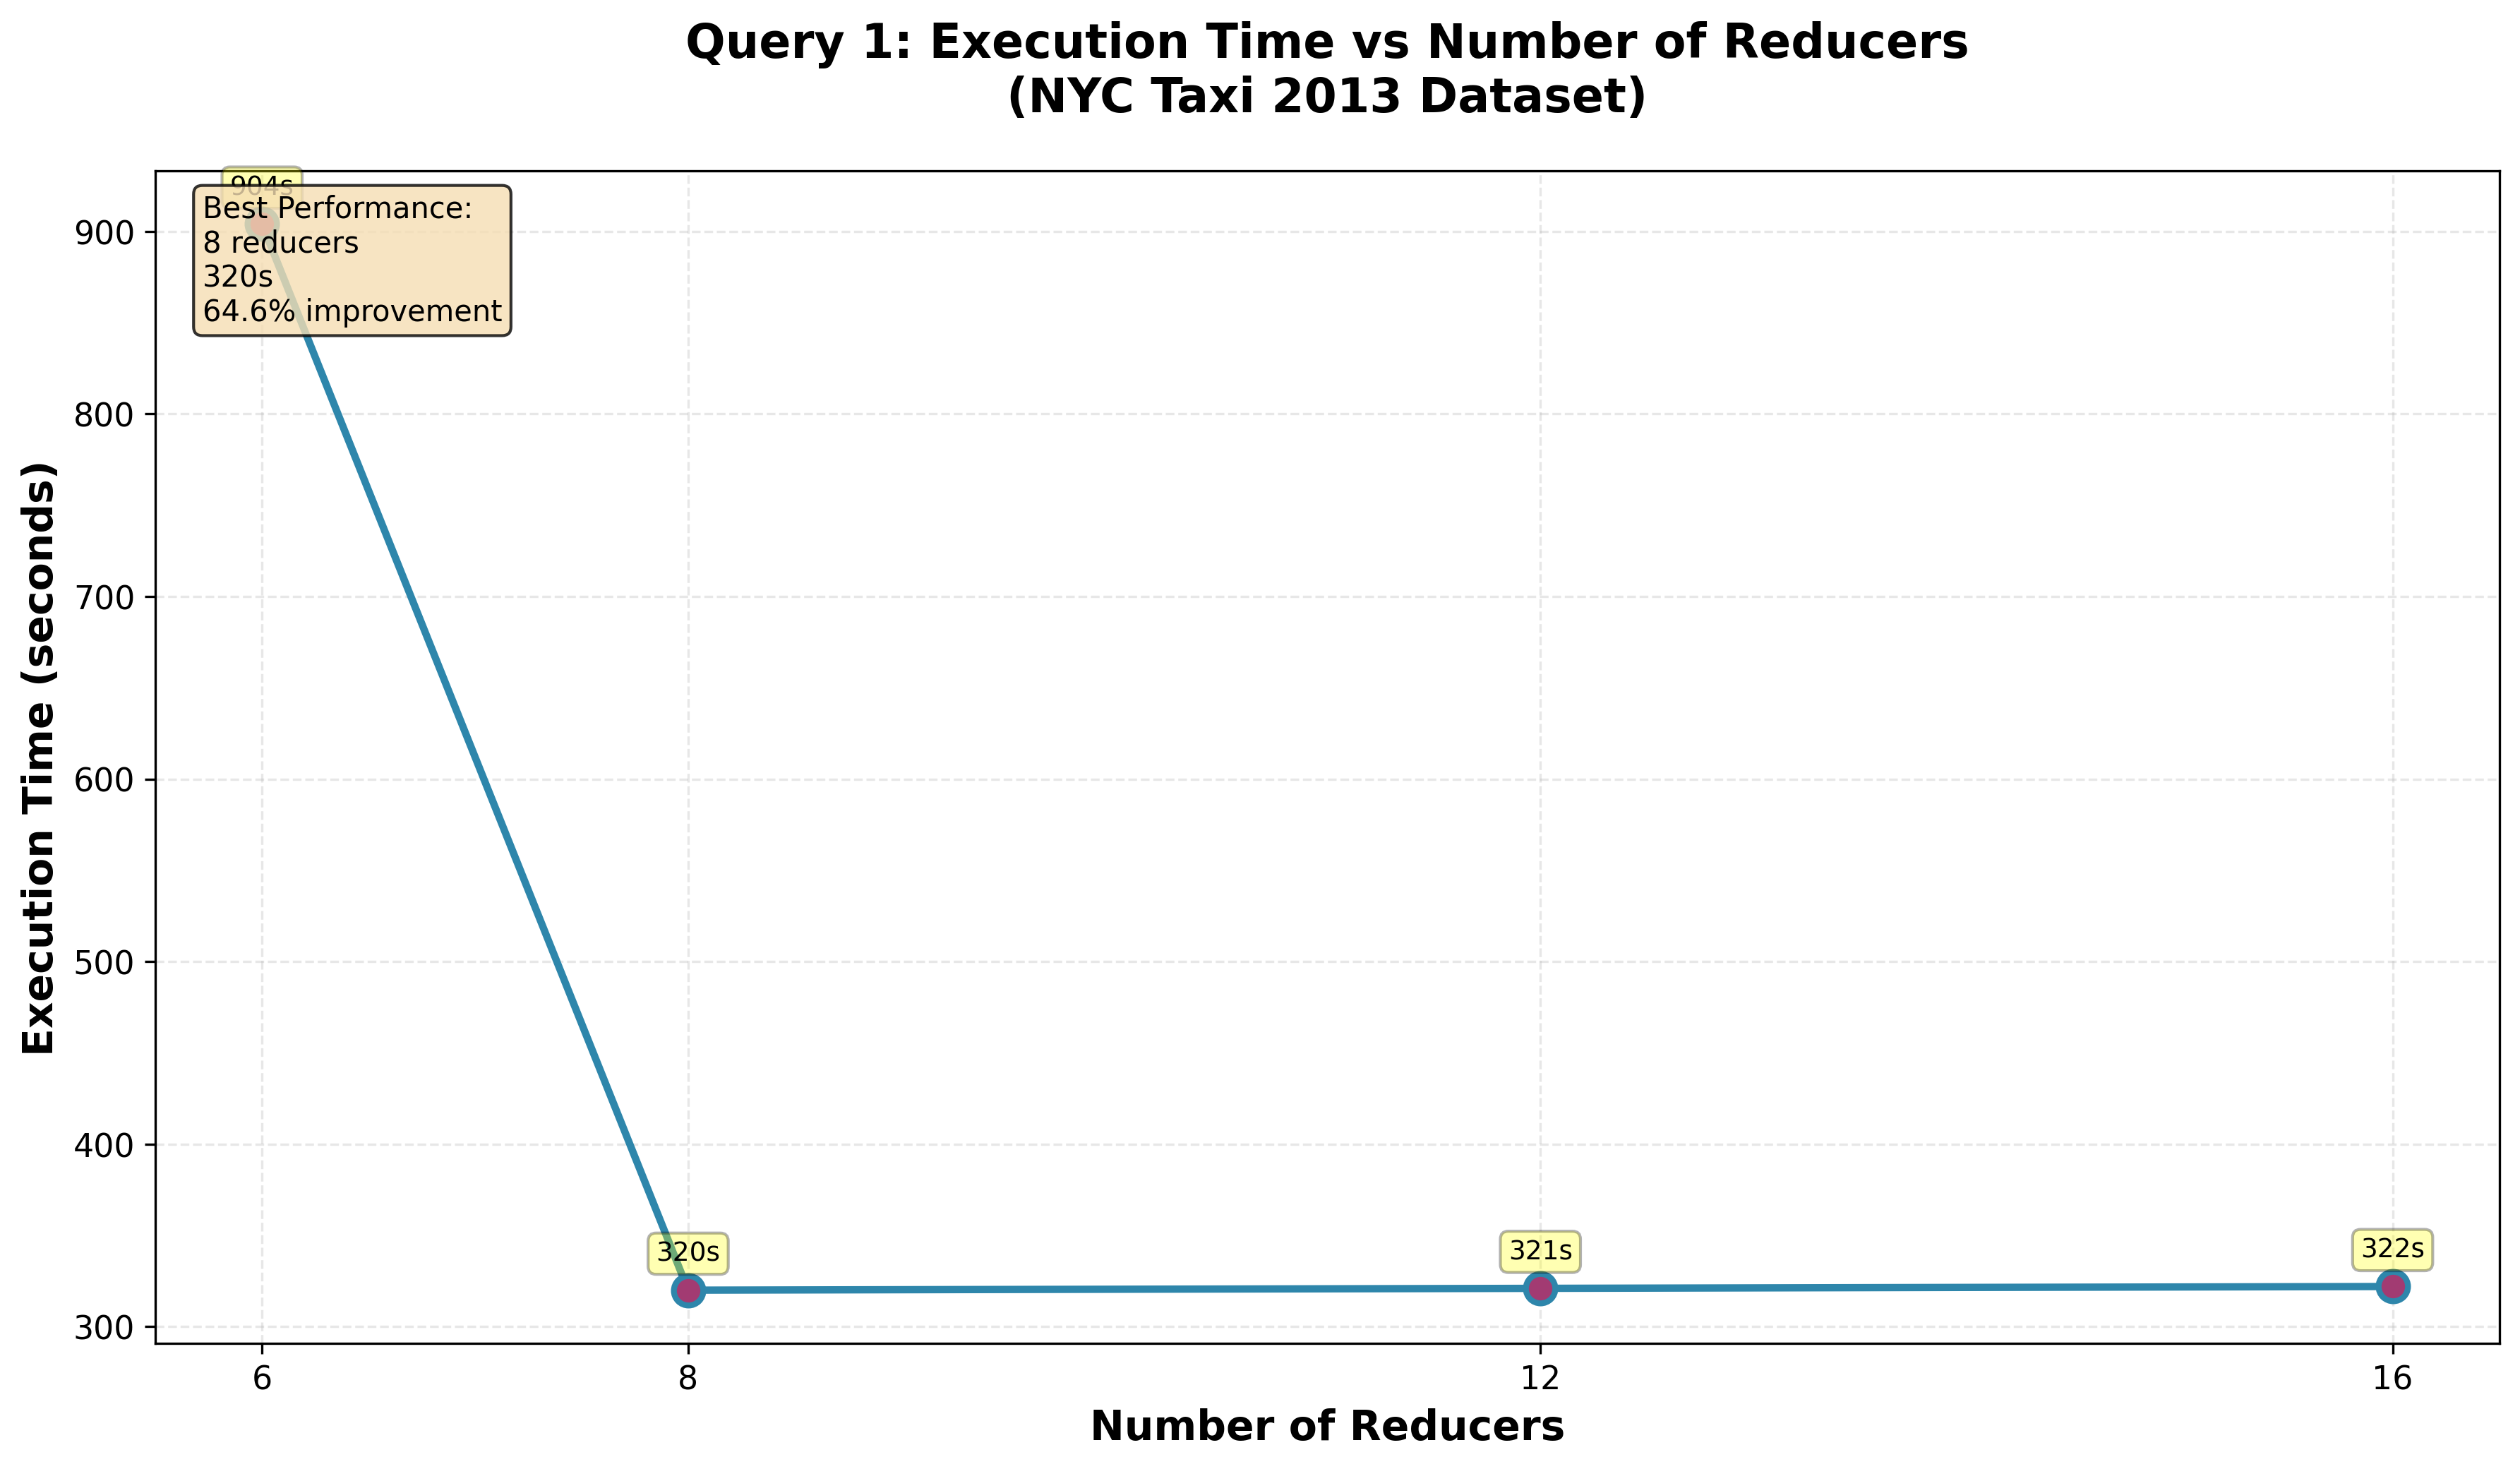 Query 1: Execution Time vs Number of Reducers
(NYC Taxi 2013 Dataset)
904s
Best Performance:
8 reducers
320s
64.6% improvement
900
800
700
600
500
400
300
Execution Time (seconds)
320s
321s
322s
6
8
12
16
Number of Reducers